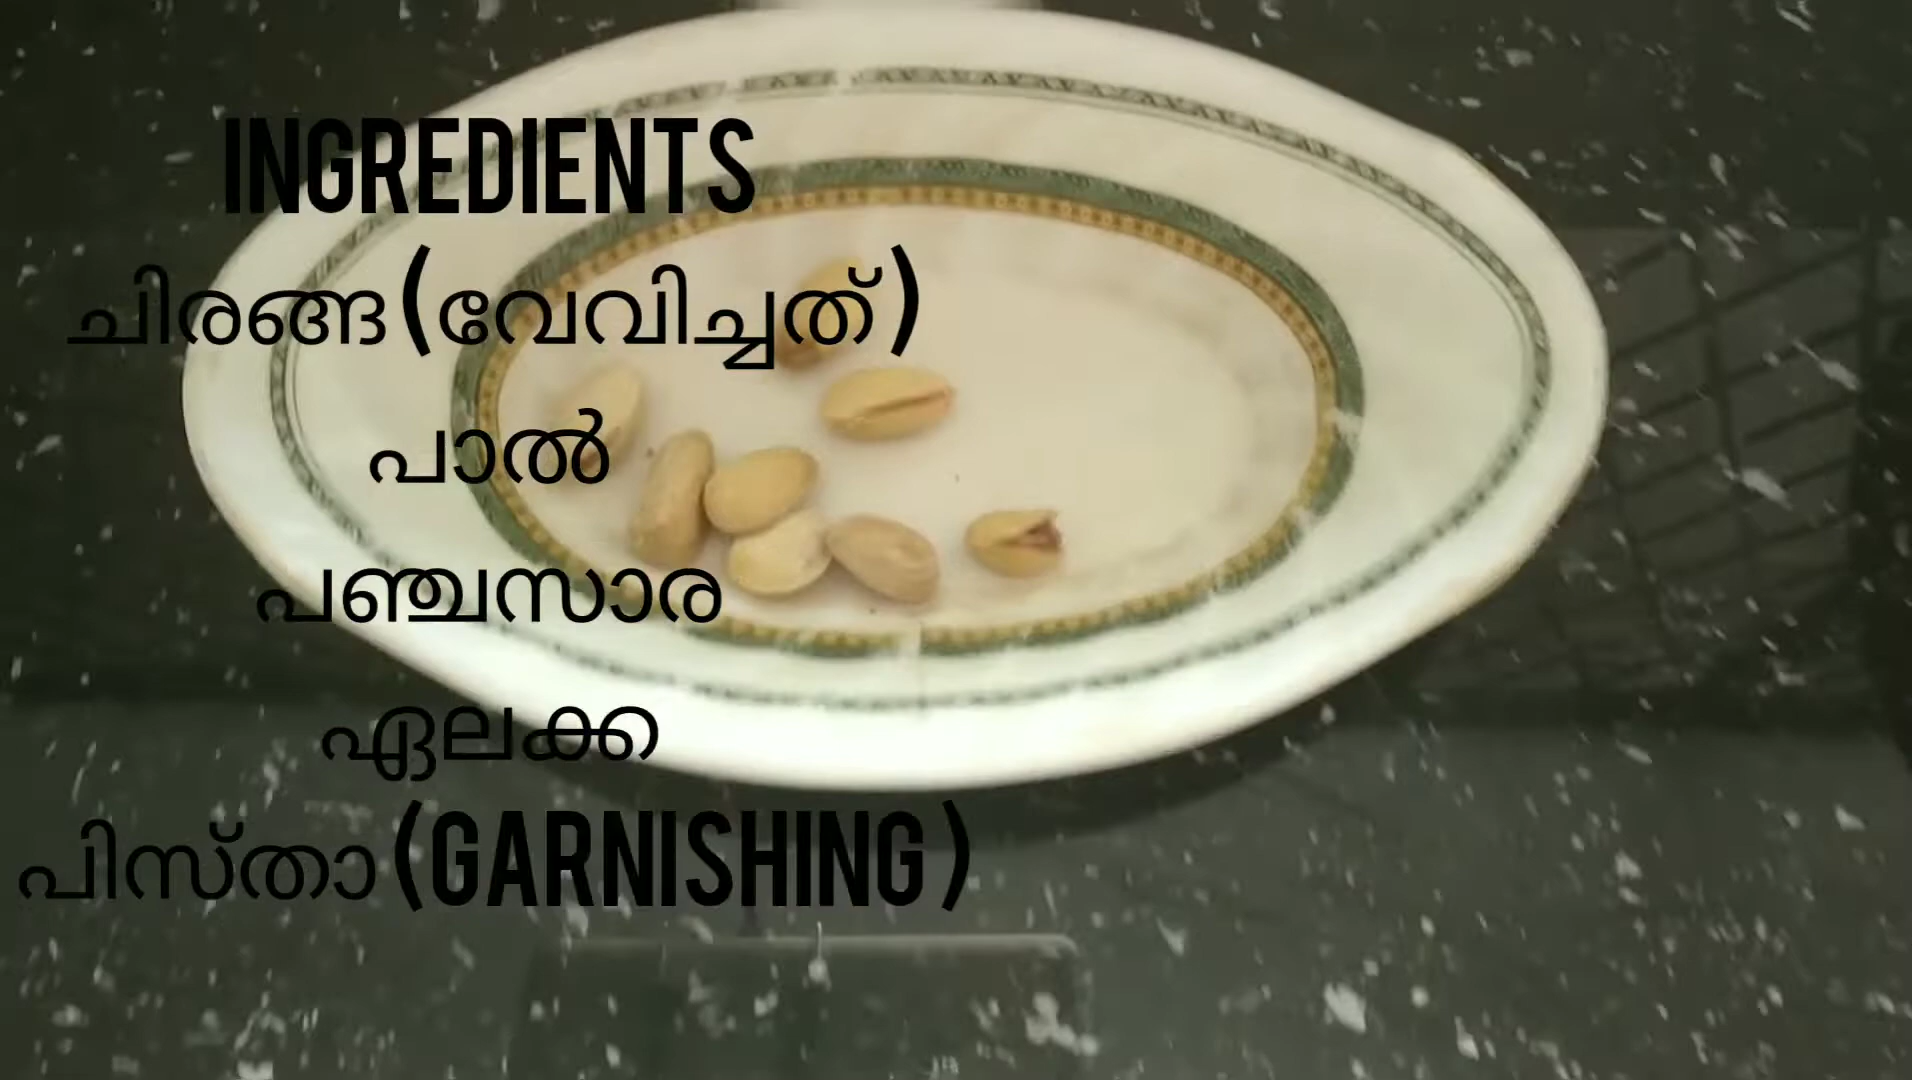 INGREDIENTS
ചിരങ്ങ(വേവിച്ചത്)
പാൽ
പഞ്ചസാര
ഏലക്ക
പിസ്താ(GARNISHING)